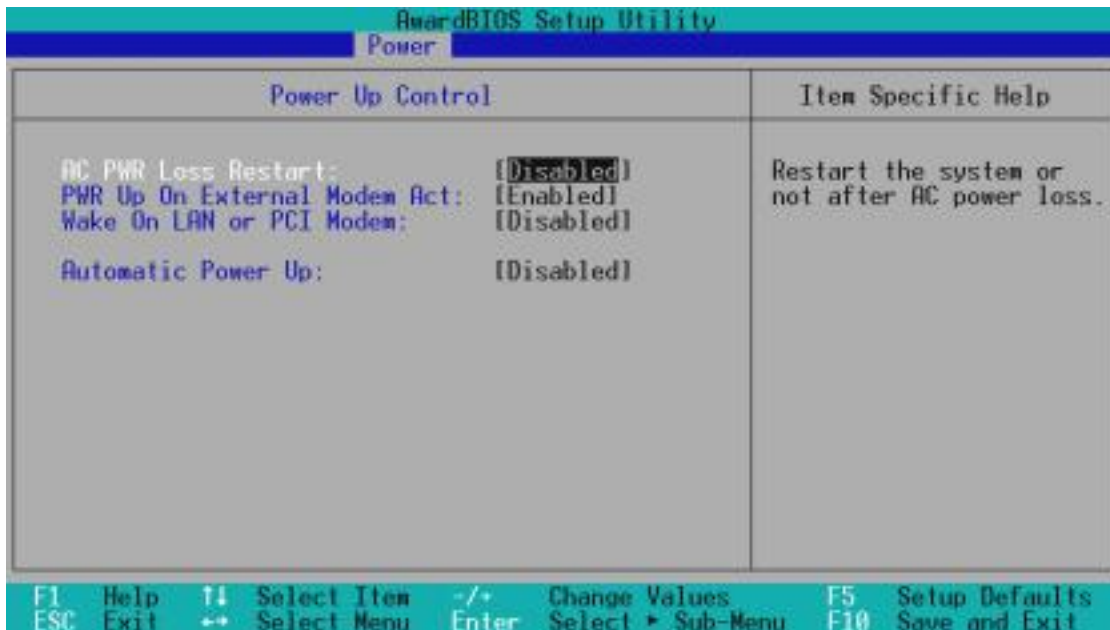 AwardBIOS Setup Utility
Power
Power Up Control
Item Specific Help
AC PWR Loss Restart: [Disabled]
PWR Up On External Modem Act: [Enabled]
Wake On LAN or PCI Modem: [Disabled]
Automatic Power Up: [Disabled]
Restart the system or
not after AC power loss.
F1 Help ↑↓ Select Item -/+ Change Values F5 Setup Defaults
ESC Exit ←→ Select Menu Enter Select ► Sub-Menu F10 Save and Exit